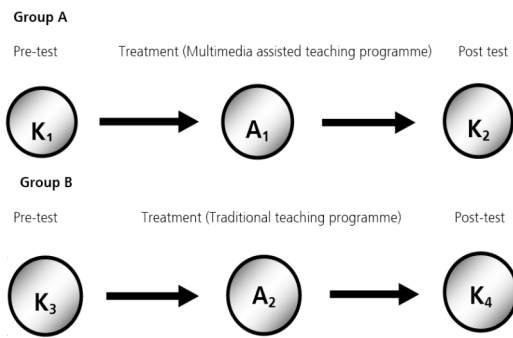 Group A
Pre-test Treatment (Multimedia assisted teaching programme) Post test
K₁ A₁ K₂
Group B
Pre-test Treatment (Traditional teaching programme) Post-test
K₃ A₂ K₄